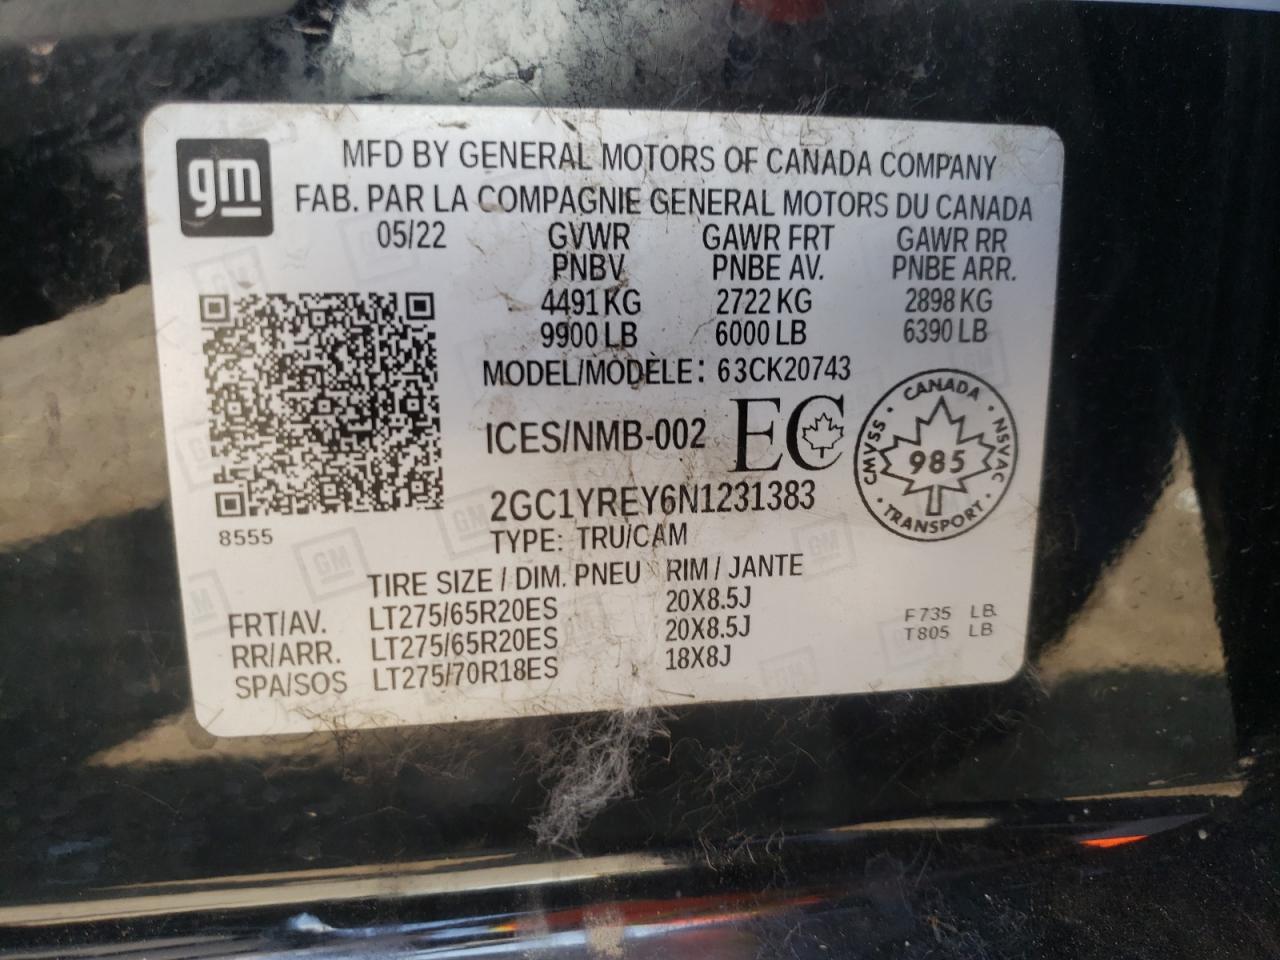 gm
MFD BY GENERAL MOTORS OF CANADA COMPANY
FAB. PAR LA COMPAGNIE GENERAL MOTORS DU CANADA
05/22 GVWR GAWR FRT GAWR RR
PNBV PNBE AV. PNBE ARR.
4491 KG 2722 KG 2898 KG
9900 LB 6000 LB 6390 LB
MODEL/MODÈLE: 63CK20743
ICES/NMB-002 EC
CANADA
CMVSS 985 NSVAC
TRANSPORT
2GC1YREY6N1231383
8555
TYPE: TRU/CAM
TIRE SIZE / DIM. PNEU RIM / JANTE
FRT/AV. LT275/65R20ES 20X8.5J
RR/ARR. LT275/65R20ES 20X8.5J
SPA/SOS LT275/70R18ES 18X8J
F735 LB.
T805 LB
GM
GM
GM